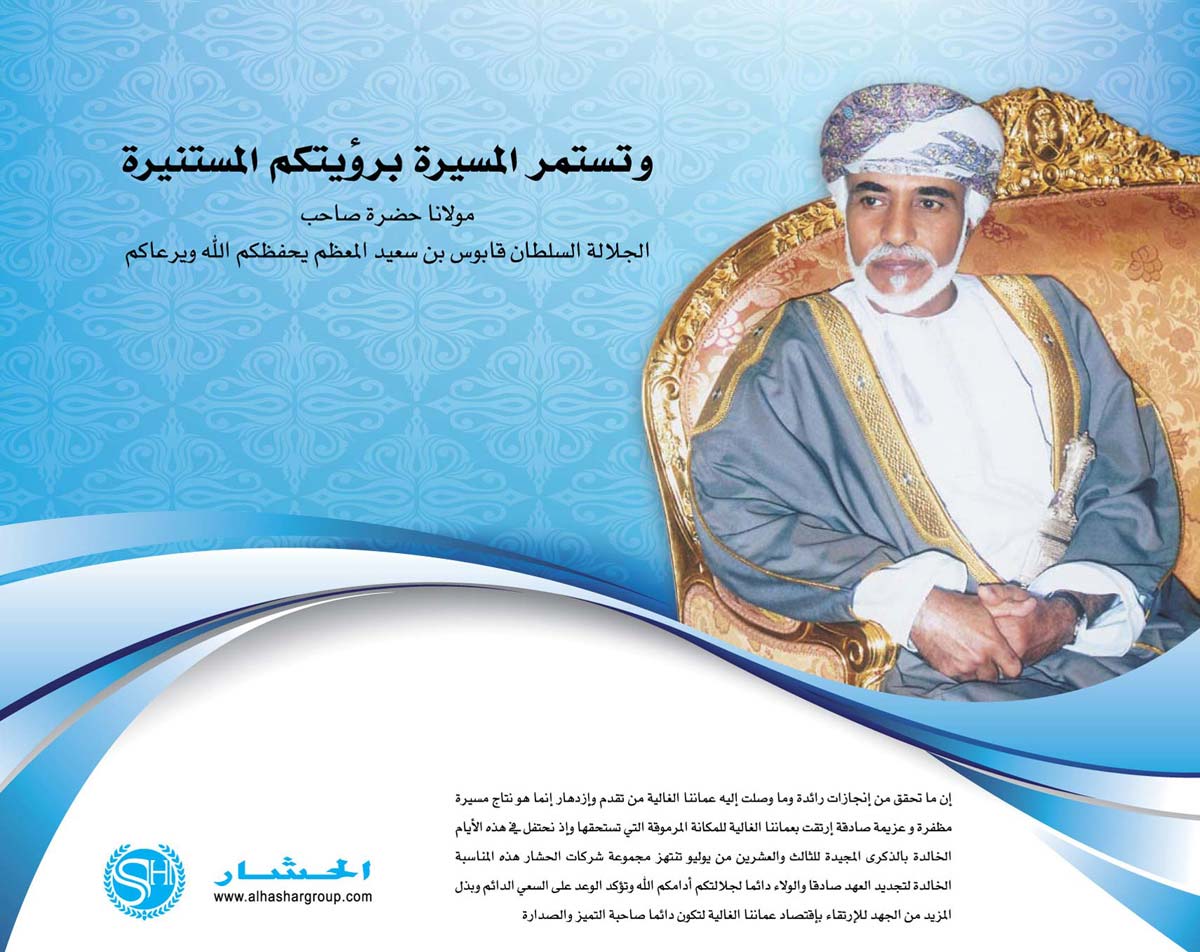 وتستمر المسيرة برؤيتكم المستنيرة
مولانا حضرة صاحب
الجلالة السلطان قابوس بن سعيد المعظم يحفظكم الله ويرعاكم
إن ما تحقق من إنجازات رائدة وما وصلت إليه عماننا الغالية من تقدم وإزدهار إنما هو نتاج مسيرة
مظفرة و عزيمة صادقة إرتقت بعماننا الغالية للمكانة المرموقة التي تستحقها وإذ نحتفل في هذه الأيام
الخالدة بالذكرى المجيدة للثالث والعشرين من يوليو تنتهز مجموعة شركات الحشار هذه المناسبة
الخالدة لتجديد العهد صادقا والولاء دائما لجلالتكم أدامكم الله وتؤكد الوعد على السعي الدائم وبذل
المزيد من الجهد للإرتقاء بإقتصاد عماننا الغالية لتكون دائما صاحبة التميز والصدارة
الحشار
www.alhashargroup.com
SH